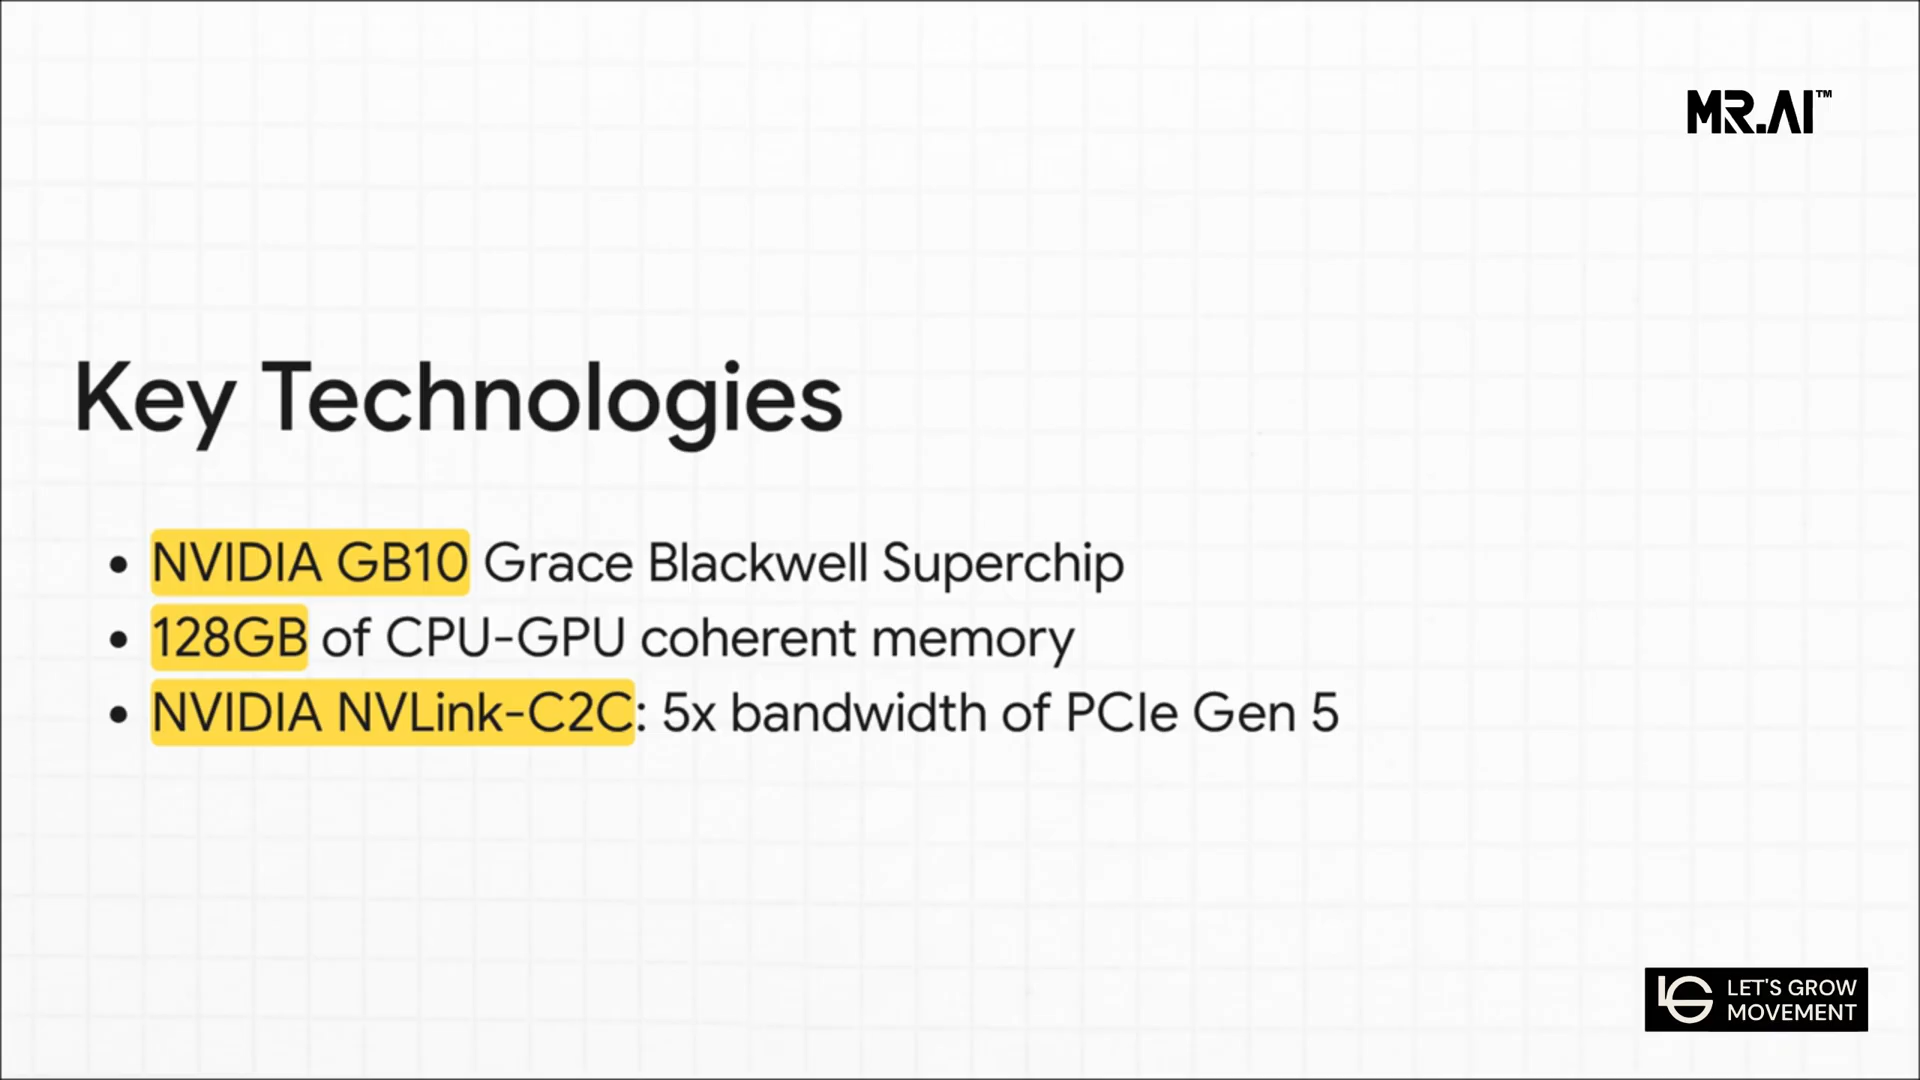 MR.AI™
Key Technologies
• NVIDIA GB10 Grace Blackwell Superchip
• 128GB of CPU-GPU coherent memory
• NVIDIA NVLink-C2C: 5x bandwidth of PCIe Gen 5
LG LET'S GROW
MOVEMENT